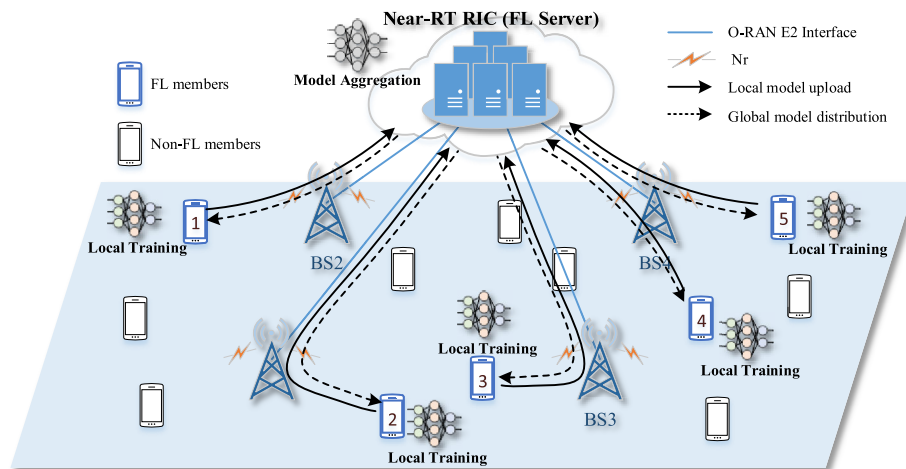 Near-RT RIC (FL Server)
Model Aggregation
FL members
Non-FL members
O-RAN E2 Interface
Nr
Local model upload
Global model distribution
1
Local Training
BS2
BS4
5
Local Training
4
Local Training
Local Training
3
BS3
2
Local Training